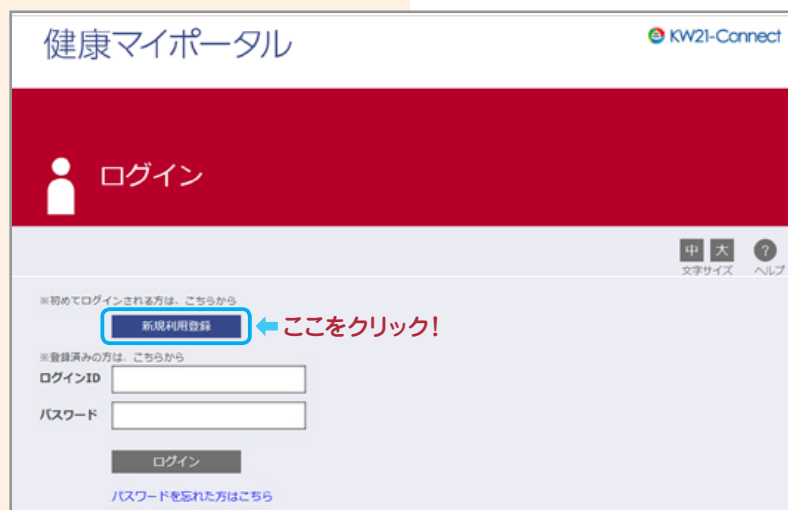 健康マイポータル
KW21-Connect
ログイン
中 大 ?
文字サイズ ヘルプ
※初めてログインされる方は、こちらから
新規利用登録 ここをクリック!
※登録済みの方は、こちらから
ログインID
パスワード
ログイン
パスワードを忘れた方はこちら